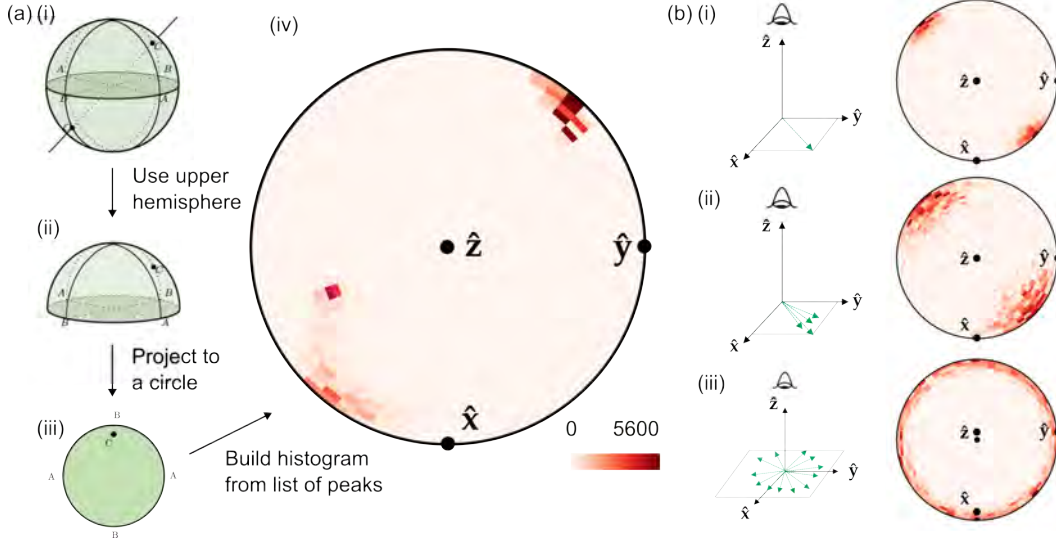 (a) (i)
C
A
B
B
A
Use upper
hemisphere
(ii)
C
A
B
B
A
Project to
a circle
(iii)
B
C
A
A
B
Build histogram
from list of peaks
(iv)
ẑ
ŷ
x̂
0 5600
(b) (i)
ẑ
ŷ
x̂
ẑ
ŷ
x̂
(ii)
ẑ
ŷ
x̂
ẑ
ŷ
x̂
(iii)
ẑ
ŷ
x̂
ẑ
ŷ
x̂